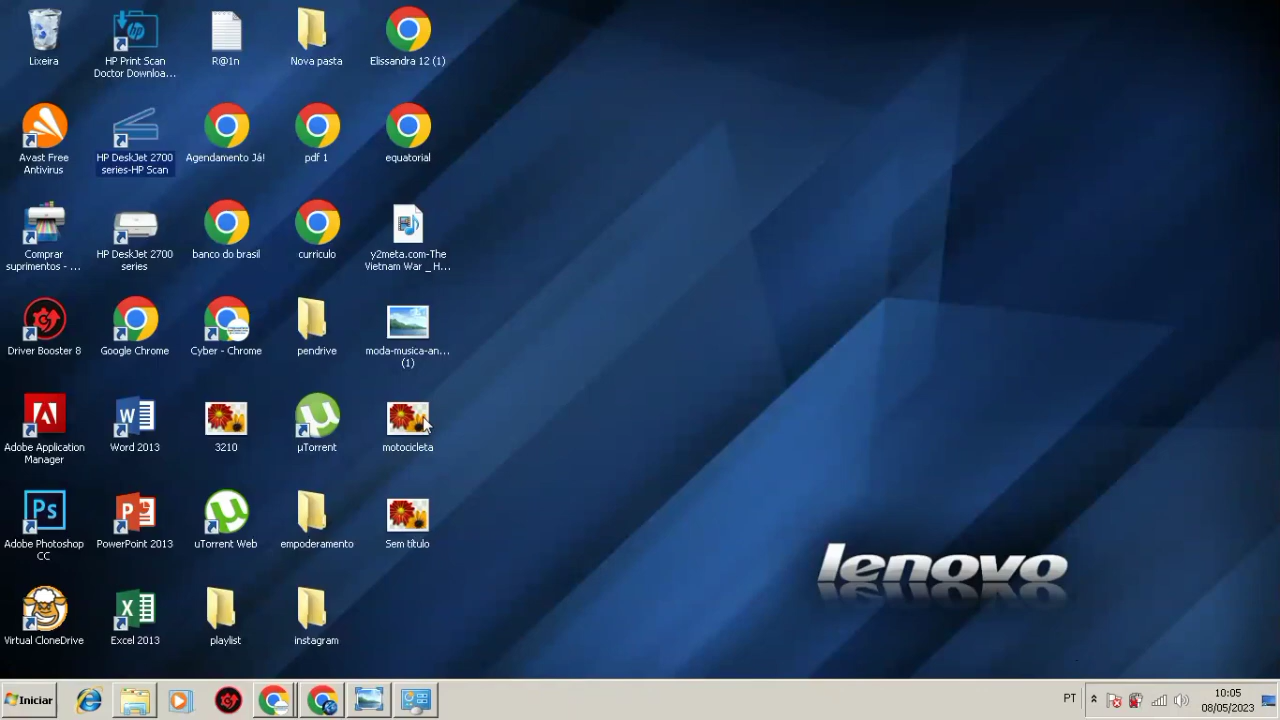 Lixeira
HP Print Scan
Doctor Downloa...
R@1n
Nova pasta
Elissandra 12 (1)
Avast Free
Antivirus
HP DeskJet 2700
series-HP Scan
Agendamento Já!
pdf 1
equatorial
Comprar
suprimentos - ...
HP DeskJet 2700
series
banco do brasil
curriculo
y2meta.com-The
Vietnam War _ H...
Driver Booster 8
Google Chrome
Cyber - Chrome
pendrive
moda-musica-an...
(1)
Adobe Application
Manager
Word 2013
3210
µTorrent
motocicleta
Adobe Photoshop
CC
PowerPoint 2013
uTorrent Web
empoderamento
Sem título
Virtual CloneDrive
Excel 2013
playlist
instagram
lenovo
Iniciar
PT
10:05
08/05/2023